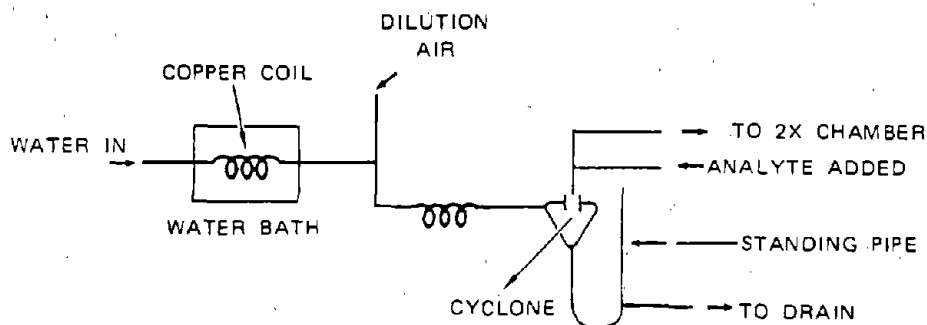 DILUTION
AIR
COPPER COIL
WATER IN
TO 2X CHAMBER
ANALYTE ADDED
WATER BATH
STANDING PIPE
CYCLONE
TO DRAIN